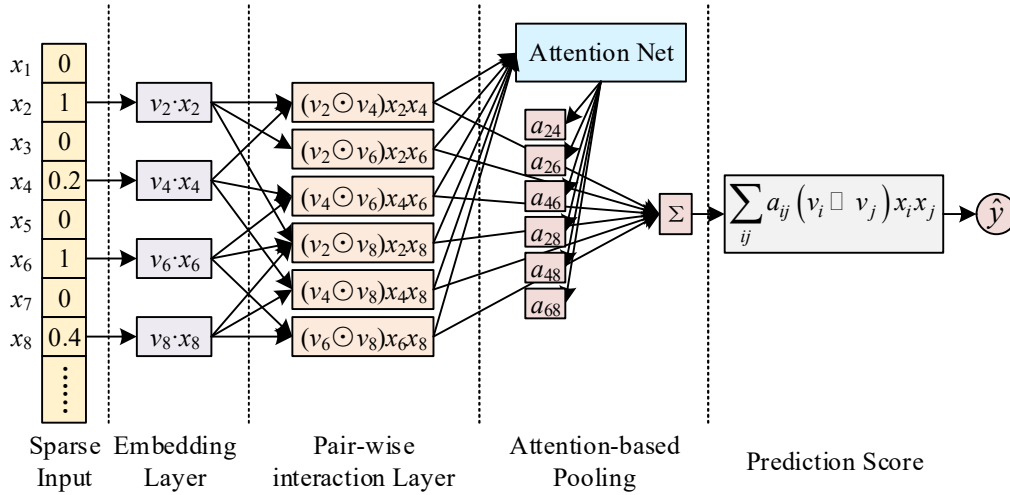 x1 0
x2 1
x3 0
x4 0.2
x5 0
x6 1
x7 0
x8 0.4
⋮
v2·x2
v4·x4
v6·x6
v8·x8
(v2⊙v4)x2x4
(v2⊙v6)x2x6
(v4⊙v6)x4x6
(v2⊙v8)x2x8
(v4⊙v8)x4x8
(v6⊙v8)x6x8
Attention Net
a24
a26
a46
a28
a48
a68
Σ
∑ij aij(vi □ vj)xixj
ŷ
Sparse
Input
Embedding
Layer
Pair-wise
interaction Layer
Attention-based
Pooling
Prediction Score